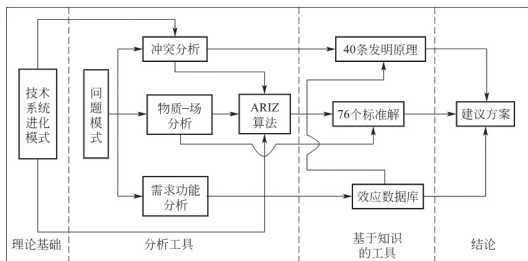 冲突分析
40条发明原理
技术
系统
进化
模式
问
题
模
式
物质–场
分析
ARIZ
算法
76个标准解
建议方案
需求功能
分析
效应数据库
理论基础
分析工具
基于知识
的工具
结论